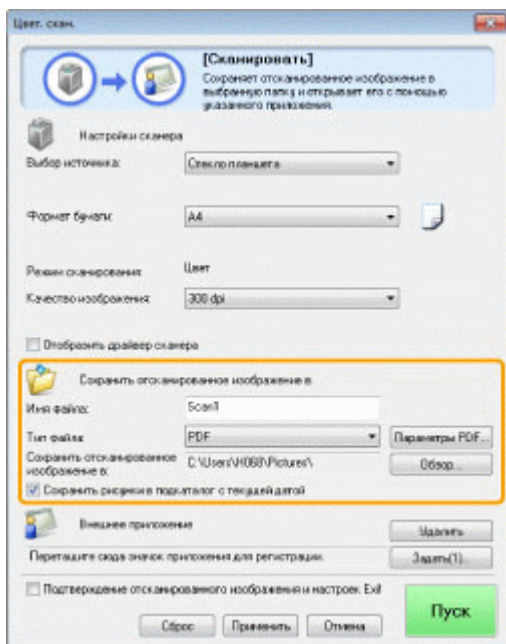 Цвет. скан.
[Сканировать]
Сохраняет отсканированное изображение в
выбранную папку и открывает его с помощью
указанного приложения.
Настройки сканера
Выбор источника: Стекло планшета
Формат бумаги: A4
Режим сканирования: Цвет
Качество изображения: 300 dpi
Отобразить драйвер сканера
Сохранить отсканированное изображение в
Имя файла: Scan1
Тип файла: PDF Параметры PDF...
Сохранить отсканированное
изображение в: C:\Users\H068\Pictures\ Обзор...
Сохранить рисунки в подкаталог с текущей датой
Внешнее приложение Удалить
Перетащите сюда значок приложения для регистрации. Задать(1)...
Подтверждение отсканированного изображения и настроек Exif
Сброс Применить Отмена Пуск